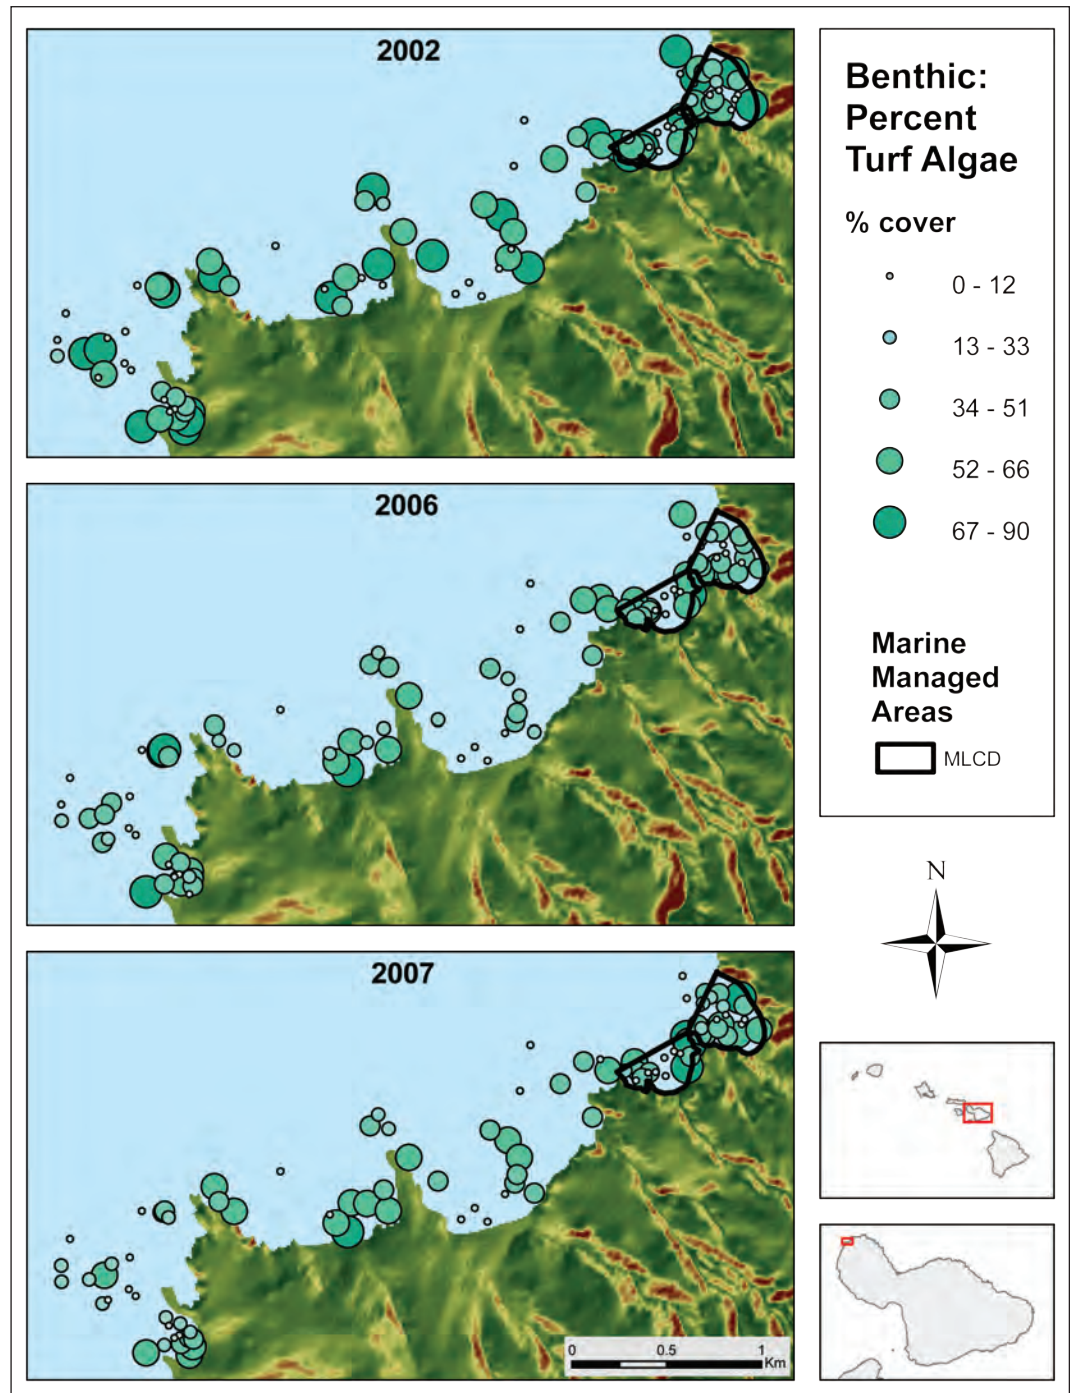 2002
2006
2007
0 0.5 1
Km
Benthic:
Percent
Turf Algae
% cover
0 - 12
13 - 33
34 - 51
52 - 66
67 - 90
Marine
Managed
Areas
MLCD
N